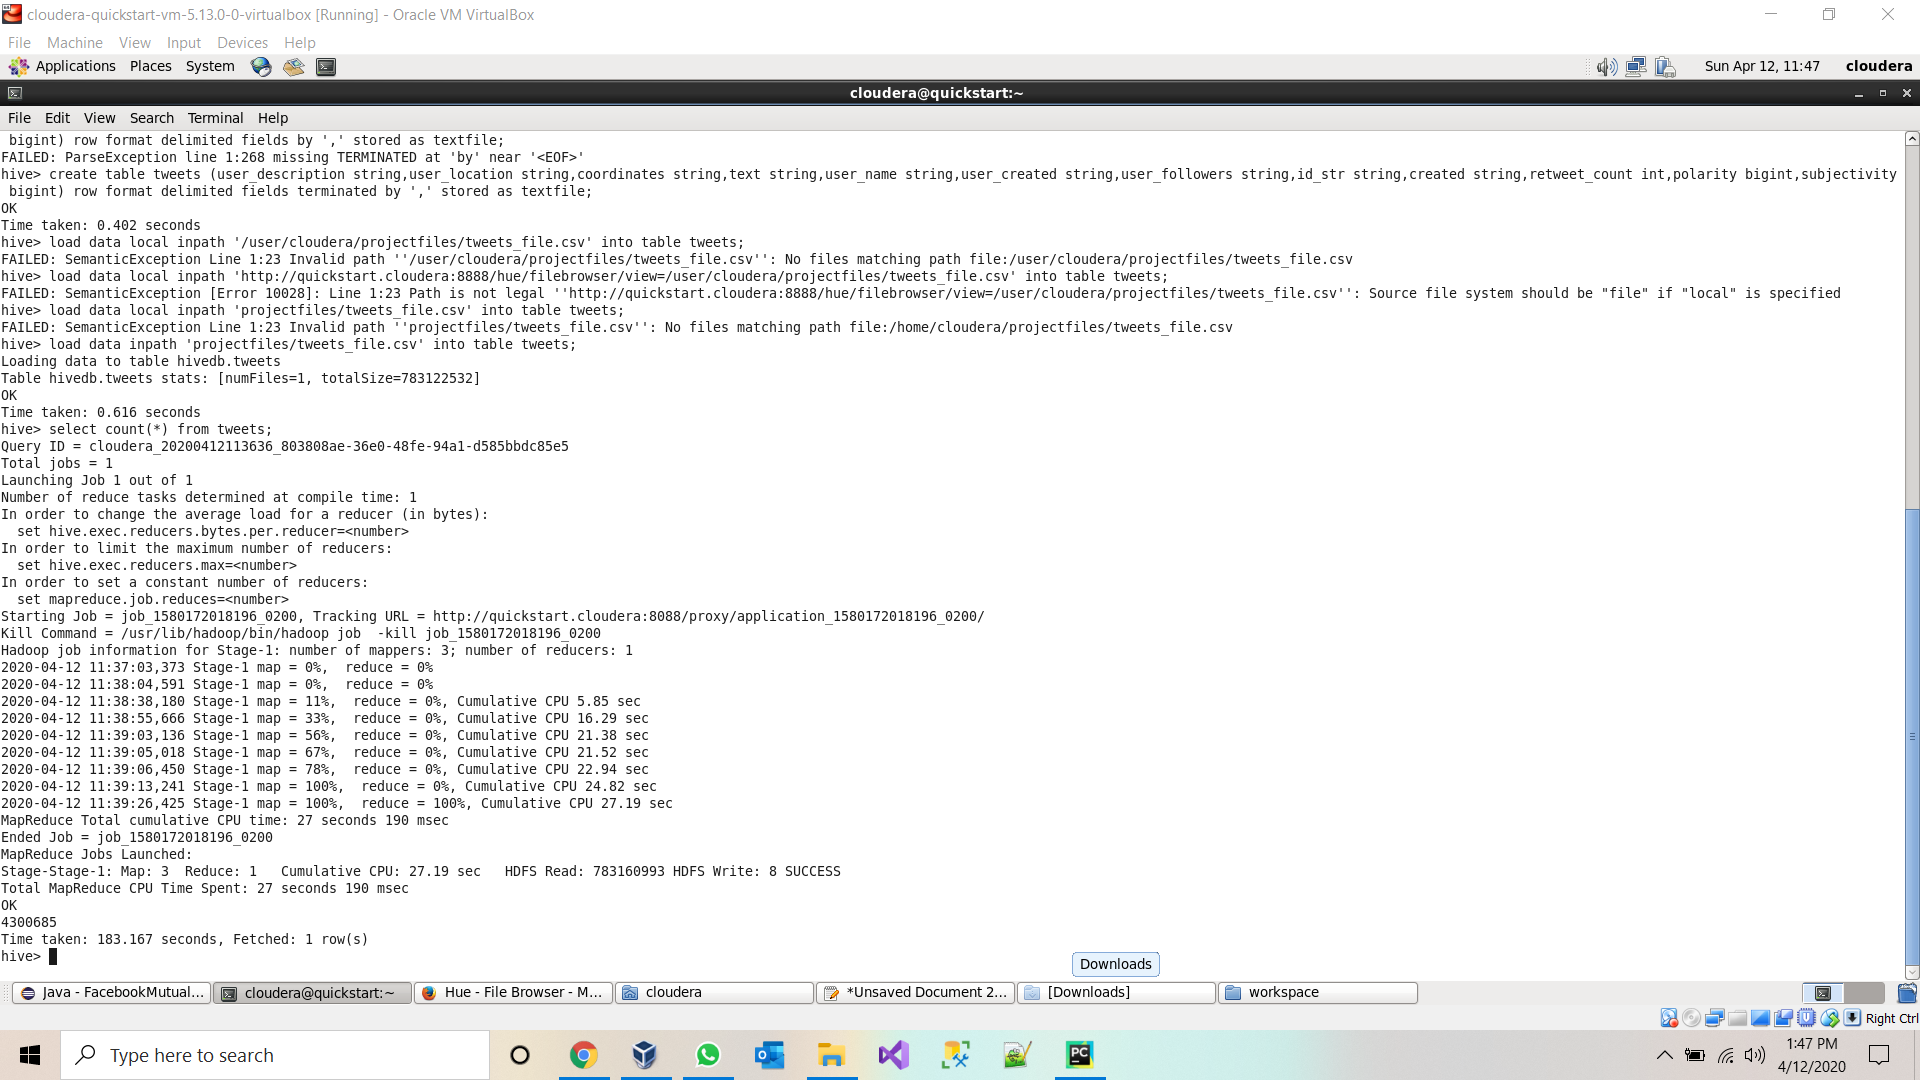 cloudera-quickstart-vm-5.13.0-0-virtualbox [Running] - Oracle VM VirtualBox
File Machine View Input Devices Help
Applications Places System Sun Apr 12, 11:47 cloudera
cloudera@quickstart:~
File Edit View Search Terminal Help
 bigint) row format delimited fields by ',' stored as textfile;
FAILED: ParseException line 1:268 missing TERMINATED at 'by' near '<EOF>'
hive> create table tweets (user_description string,user_location string,coordinates string,text string,user_name string,user_created string,user_followers string,id_str string,created string,retweet_count int,polarity bigint,subjectivity
 bigint) row format delimited fields terminated by ',' stored as textfile;
OK
Time taken: 0.402 seconds
hive> load data local inpath '/user/cloudera/projectfiles/tweets_file.csv' into table tweets;
FAILED: SemanticException Line 1:23 Invalid path ''/user/cloudera/projectfiles/tweets_file.csv'': No files matching path file:/user/cloudera/projectfiles/tweets_file.csv
hive> load data local inpath 'http://quickstart.cloudera:8888/hue/filebrowser/view=/user/cloudera/projectfiles/tweets_file.csv' into table tweets;
FAILED: SemanticException [Error 10028]: Line 1:23 Path is not legal ''http://quickstart.cloudera:8888/hue/filebrowser/view=/user/cloudera/projectfiles/tweets_file.csv'': Source file system should be "file" if "local" is specified
hive> load data local inpath 'projectfiles/tweets_file.csv' into table tweets;
FAILED: SemanticException Line 1:23 Invalid path ''projectfiles/tweets_file.csv'': No files matching path file:/home/cloudera/projectfiles/tweets_file.csv
hive> load data inpath 'projectfiles/tweets_file.csv' into table tweets;
Loading data to table hivedb.tweets
Table hivedb.tweets stats: [numFiles=1, totalSize=783122532]
OK
Time taken: 0.616 seconds
hive> select count(*) from tweets;
Query ID = cloudera_20200412113636_803808ae-36e0-48fe-94a1-d585bbdc85e5
Total jobs = 1
Launching Job 1 out of 1
Number of reduce tasks determined at compile time: 1
In order to change the average load for a reducer (in bytes):
  set hive.exec.reducers.bytes.per.reducer=<number>
In order to limit the maximum number of reducers:
  set hive.exec.reducers.max=<number>
In order to set a constant number of reducers:
  set mapreduce.job.reduces=<number>
Starting Job = job_1580172018196_0200, Tracking URL = http://quickstart.cloudera:8088/proxy/application_1580172018196_0200/
Kill Command = /usr/lib/hadoop/bin/hadoop job  -kill job_1580172018196_0200
Hadoop job information for Stage-1: number of mappers: 3; number of reducers: 1
2020-04-12 11:37:03,373 Stage-1 map = 0%,  reduce = 0%
2020-04-12 11:38:04,591 Stage-1 map = 0%,  reduce = 0%
2020-04-12 11:38:38,180 Stage-1 map = 11%,  reduce = 0%, Cumulative CPU 5.85 sec
2020-04-12 11:38:55,666 Stage-1 map = 33%,  reduce = 0%, Cumulative CPU 16.29 sec
2020-04-12 11:39:03,136 Stage-1 map = 56%,  reduce = 0%, Cumulative CPU 21.38 sec
2020-04-12 11:39:05,018 Stage-1 map = 67%,  reduce = 0%, Cumulative CPU 21.52 sec
2020-04-12 11:39:06,450 Stage-1 map = 78%,  reduce = 0%, Cumulative CPU 22.94 sec
2020-04-12 11:39:13,241 Stage-1 map = 100%,  reduce = 0%, Cumulative CPU 24.82 sec
2020-04-12 11:39:26,425 Stage-1 map = 100%,  reduce = 100%, Cumulative CPU 27.19 sec
MapReduce Total cumulative CPU time: 27 seconds 190 msec
Ended Job = job_1580172018196_0200
MapReduce Jobs Launched:
Stage-Stage-1: Map: 3  Reduce: 1   Cumulative CPU: 27.19 sec   HDFS Read: 783160993 HDFS Write: 8 SUCCESS
Total MapReduce CPU Time Spent: 27 seconds 190 msec
OK
4300685
Time taken: 183.167 seconds, Fetched: 1 row(s)
hive>
Downloads
Java - FacebookMutual... cloudera@quickstart:~ Hue - File Browser - M... cloudera *Unsaved Document 2... [Downloads] workspace
Right Ctrl
Type here to search
PC
1:47 PM
4/12/2020